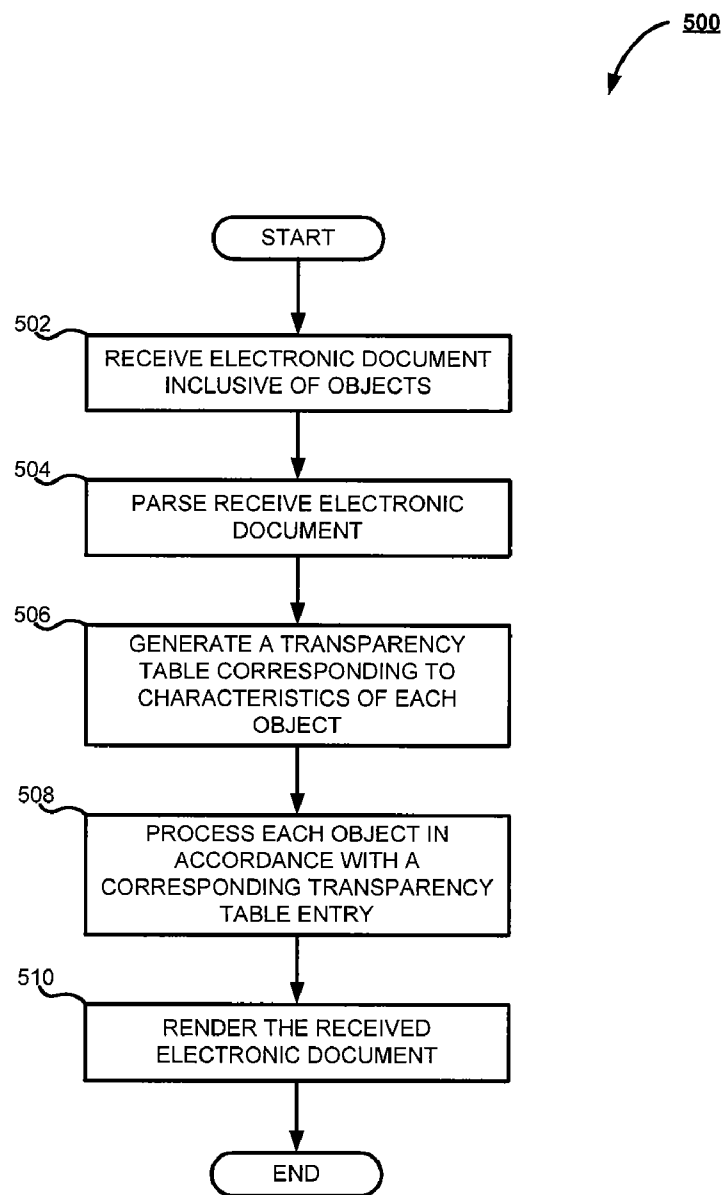 500
START
502
RECEIVE ELECTRONIC DOCUMENT
INCLUSIVE OF OBJECTS
504
PARSE RECEIVE ELECTRONIC
DOCUMENT
506
GENERATE A TRANSPARENCY
TABLE CORRESPONDING TO
CHARACTERISTICS OF EACH
OBJECT
508
PROCESS EACH OBJECT IN
ACCORDANCE WITH A
CORRESPONDING TRANSPARENCY
TABLE ENTRY
510
RENDER THE RECEIVED
ELECTRONIC DOCUMENT
END